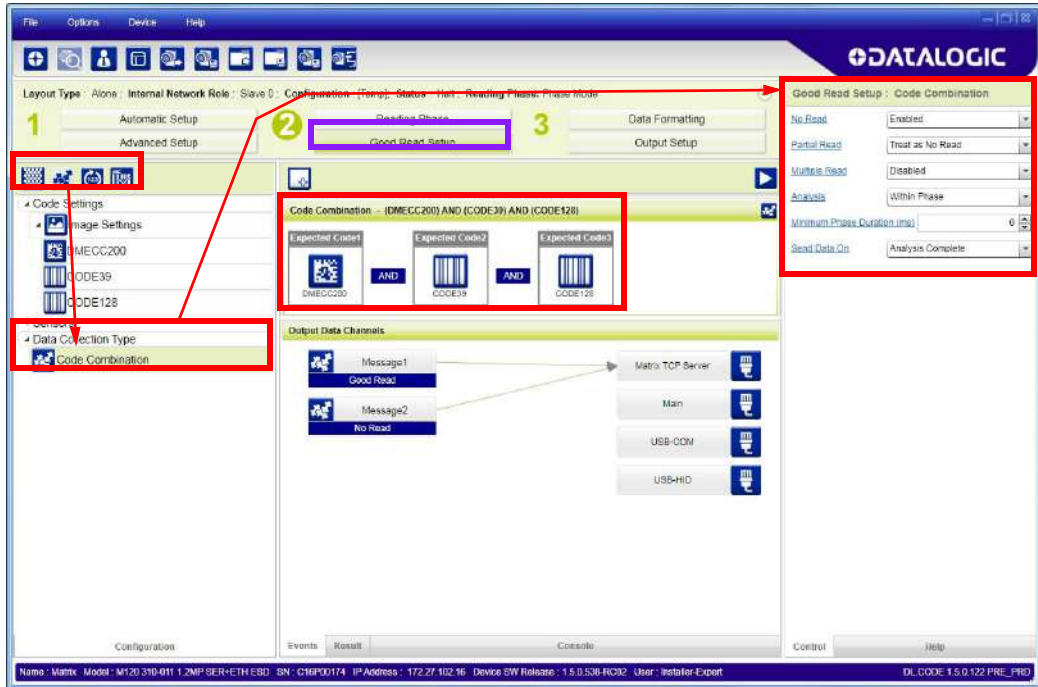 File Options Device Help
DATALOGIC
Layout Type : Alone ; Internal Network Role : Slave 0 ; Configuration : (Temp); Status : Halt ; Reading Phase: Phase Mode
1
Automatic Setup
Advanced Setup
2
Reading Phase
Good Read Setup
3
Data Formatting
Output Setup
Code Settings
Image Settings
DMECC200
CODE39
CODE128
Sensors
Data Collection Type
Code Combination
Configuration
Code Combination - (DMECC200) AND (CODE39) AND (CODE128)
Expected Code1 Expected Code2 Expected Code3
AND AND
DMECC200 CODE39 CODE128
Output Data Channels
Message1
Good Read
Message2
No Read
Matrix TCP Server
Main
USB-COM
USB-HID
Events Result Console
Good Read Setup : Code Combination
No Read Enabled
Partial Read Treat as No Read
Multiple Read Disabled
Analysis Within Phase
Minimum Phase Duration (ms) 0
Send Data On Analysis Complete
Control Help
Name : Matrix Model : M120 310-011 1.2MP SER+ETH ESD SN : C16P00174 IP Address : 172.27.102.16 Device SW Release : 1.5.0.538-RC02 User : Installer-Expert DL.CODE 1.5.0.122 PRE_PRD